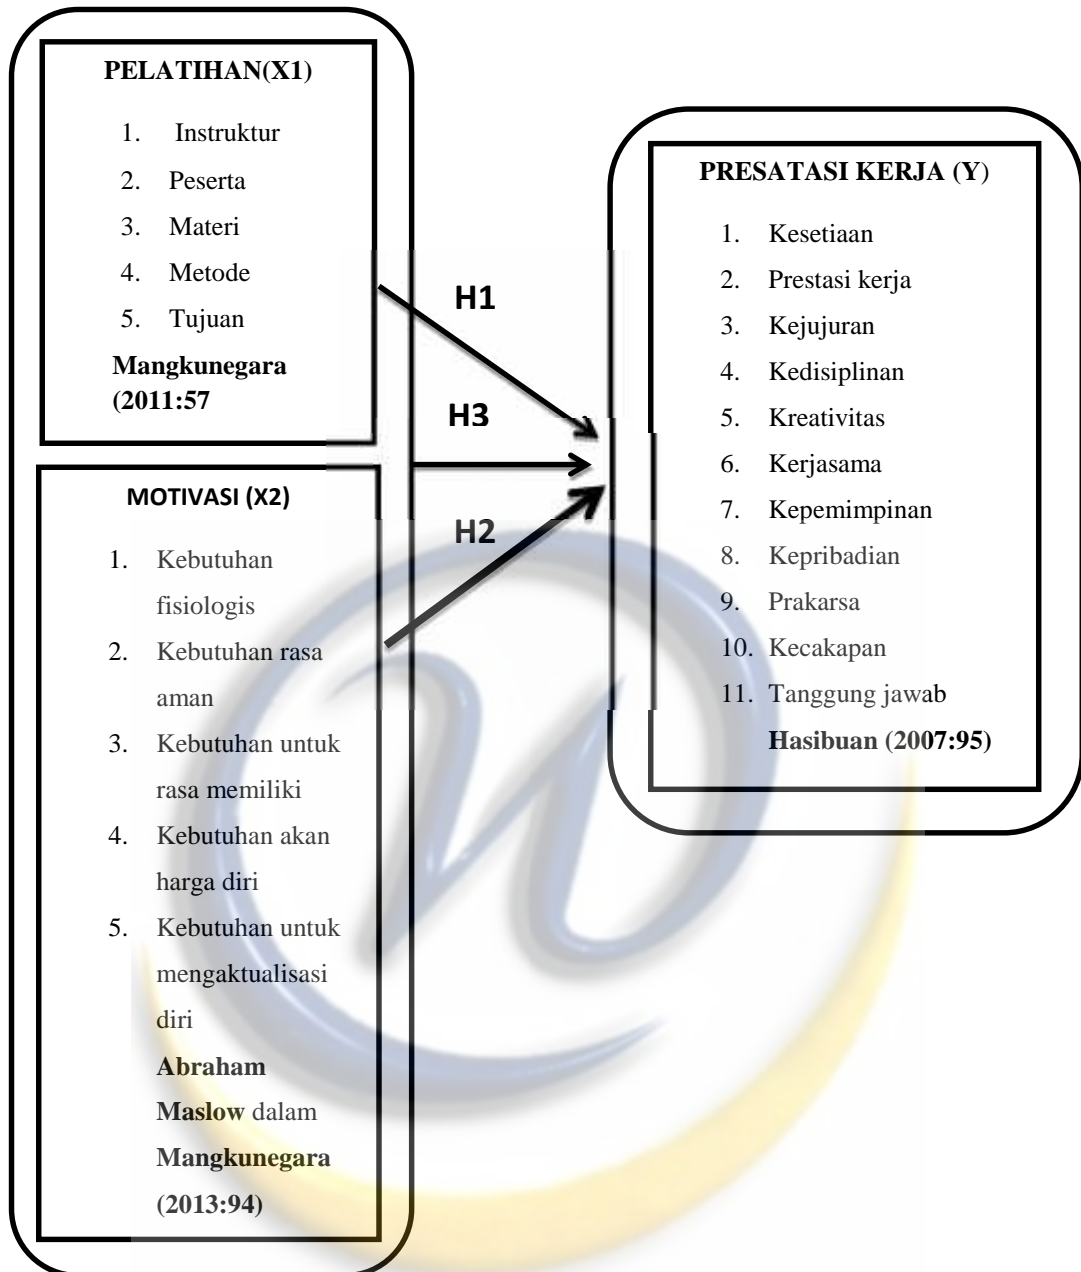 PELATIHAN(X1)
1. Instruktur
2. Peserta
3. Materi
4. Metode
5. Tujuan
Mangkunegara
(2011:57
MOTIVASI (X2)
1. Kebutuhan
fisiologis
2. Kebutuhan rasa
aman
3. Kebutuhan untuk
rasa memiliki
4. Kebutuhan akan
harga diri
5. Kebutuhan untuk
mengaktualisasi
diri
Abraham
Maslow dalam
Mangkunegara
(2013:94)
H1
H3
H2
PRESATASI KERJA (Y)
1. Kesetiaan
2. Prestasi kerja
3. Kejujuran
4. Kedisiplinan
5. Kreativitas
6. Kerjasama
7. Kepemimpinan
8. Kepribadian
9. Prakarsa
10. Kecakapan
11. Tanggung jawab
Hasibuan (2007:95)